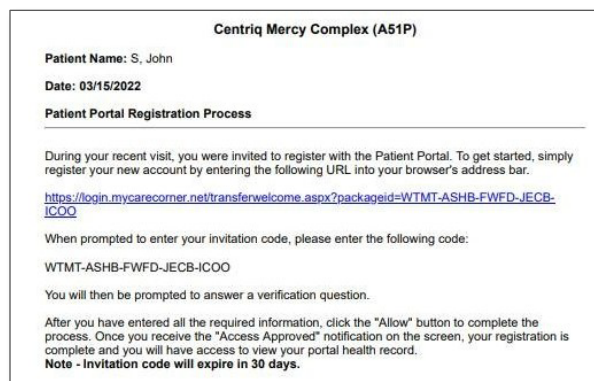 Centriq Mercy Complex (A51P)
Patient Name: S, John
Date: 03/15/2022
Patient Portal Registration Process
During your recent visit, you were invited to register with the Patient Portal. To get started, simply
register your new account by entering the following URL into your browser's address bar.
https://login.mycarecorner.net/transferwelcome.aspx?packageid=WTMT-ASHB-FWFD-JECB-
ICOO
When prompted to enter your invitation code, please enter the following code:
WTMT-ASHB-FWFD-JECB-ICOO
You will then be prompted to answer a verification question.
After you have entered all the required information, click the "Allow" button to complete the
process. Once you receive the "Access Approved" notification on the screen, your registration is
complete and you will have access to view your portal health record.
Note - Invitation code will expire in 30 days.